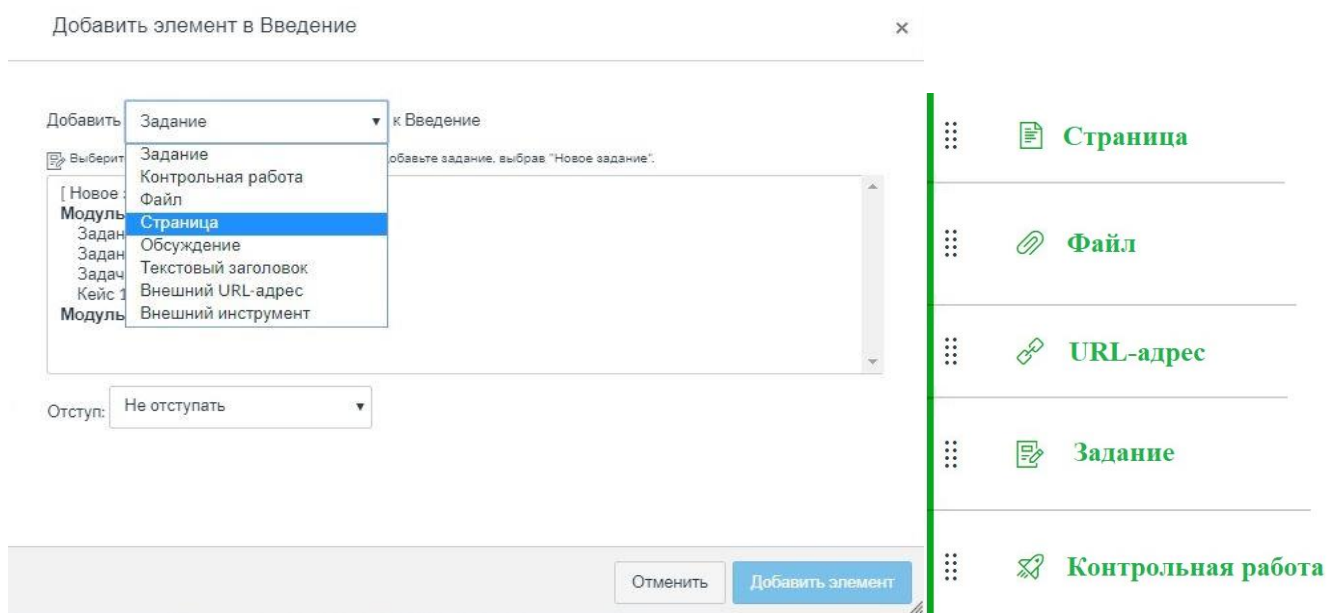 Добавить элемент в Введение
×
Добавить Задание к Введение
Выберит обавьте задание, выбрав "Новое задание".
Задание
Контрольная работа
Файл
Страница
Обсуждение
Текстовый заголовок
Внешний URL-адрес
Внешний инструмент
[ Новое
Модуль
Задан
Задан
Задач
Кейс 1
Модуль
Отступ: Не отступать
Отменить Добавить элемент
Страница
Файл
URL-адрес
Задание
Контрольная работа